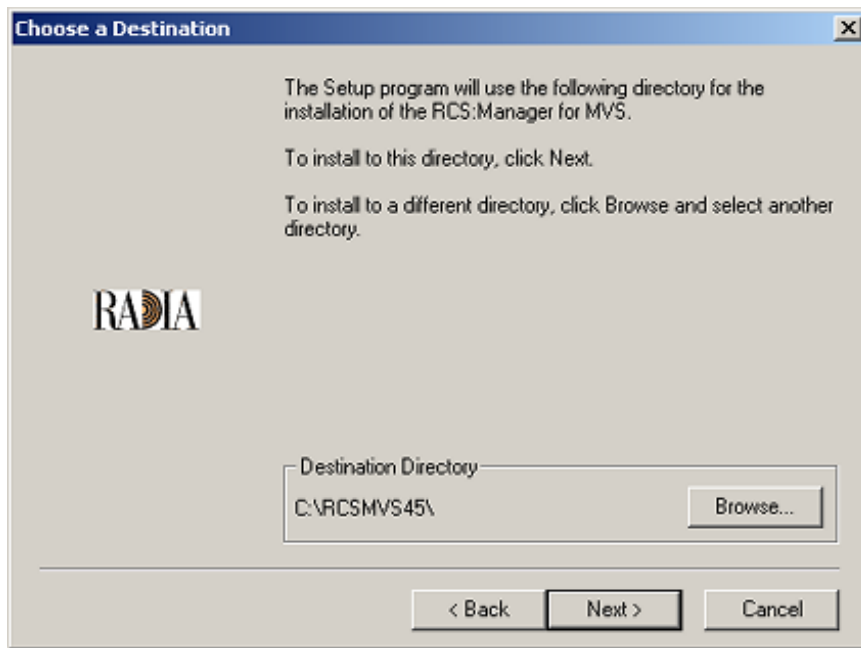 Choose a Destination
The Setup program will use the following directory for the
installation of the RCS:Manager for MVS.
To install to this directory, click Next.
To install to a different directory, click Browse and select another
directory.
RADIA
Destination Directory
C:\RCSMVS45\
Browse...
< Back
Next >
Cancel